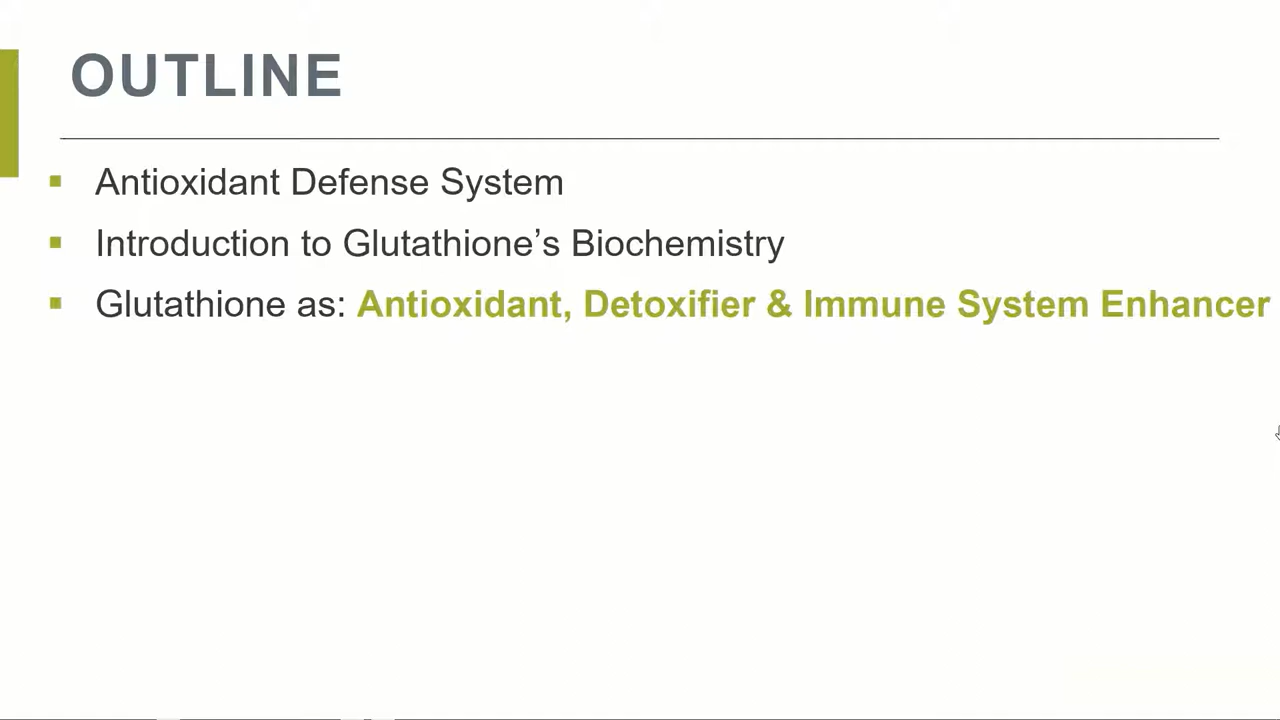 OUTLINE
Antioxidant Defense System
Introduction to Glutathione’s Biochemistry
Glutathione as: Antioxidant, Detoxifier & Immune System Enhancer